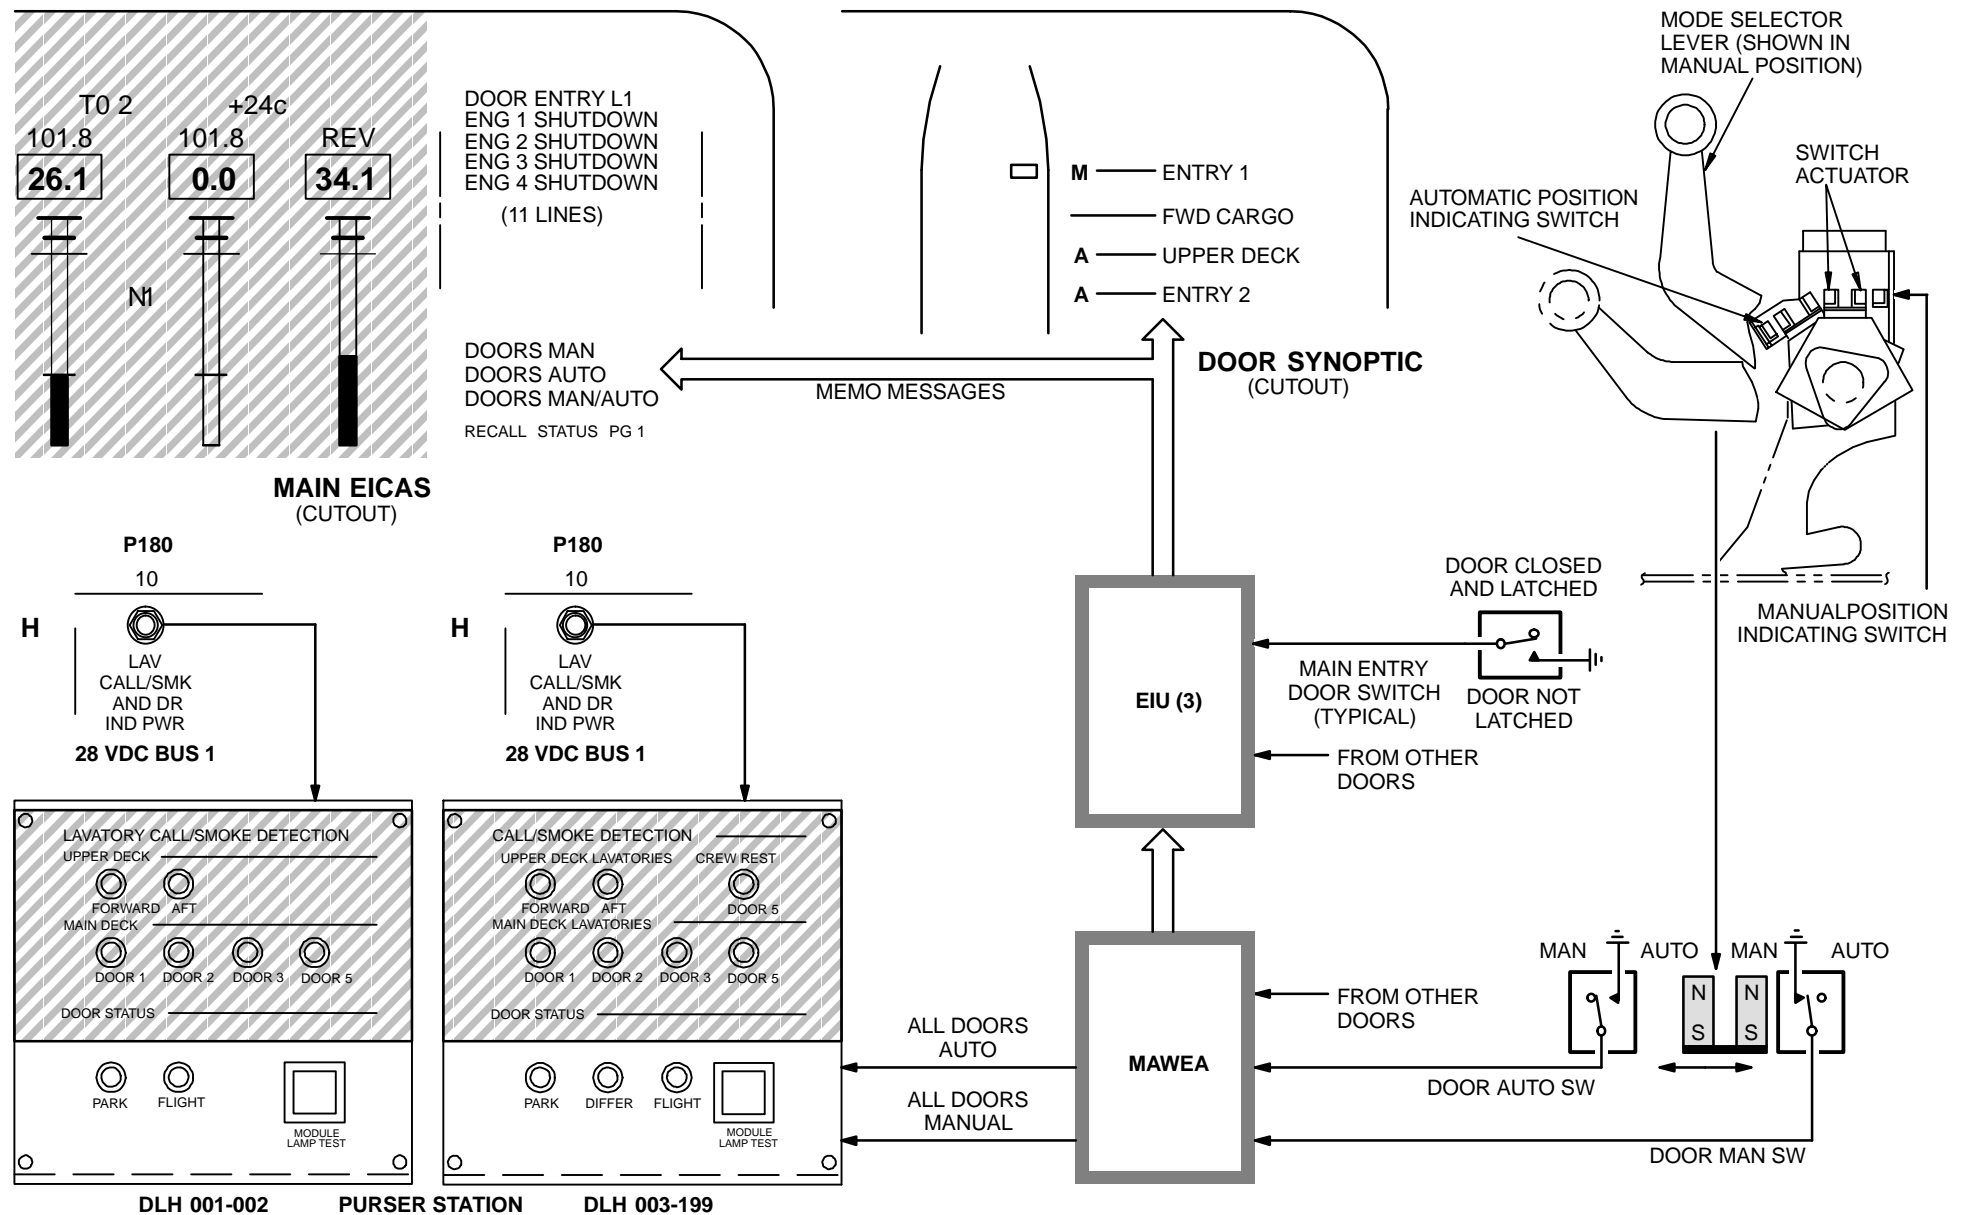 T0 2
+24c
101.8
101.8
REV
26.1
0.0
34.1
N1
DOOR ENTRY L1
ENG 1 SHUTDOWN
ENG 2 SHUTDOWN
ENG 3 SHUTDOWN
ENG 4 SHUTDOWN
(11 LINES)
DOORS MAN
DOORS AUTO
DOORS MAN/AUTO
RECALL STATUS PG 1
MAIN EICAS
(CUTOUT)
M ENTRY 1
FWD CARGO
A UPPER DECK
A ENTRY 2
DOOR SYNOPTIC
(CUTOUT)
MEMO MESSAGES
MODE SELECTOR
LEVER (SHOWN IN
MANUAL POSITION)
SWITCH
ACTUATOR
AUTOMATIC POSITION
INDICATING SWITCH
MANUALPOSITION
INDICATING SWITCH
P180
10
H
LAV
CALL/SMK
AND DR
IND PWR
28 VDC BUS 1
P180
10
H
LAV
CALL/SMK
AND DR
IND PWR
28 VDC BUS 1
EIU (3)
DOOR CLOSED
AND LATCHED
MAIN ENTRY
DOOR SWITCH
(TYPICAL)
DOOR NOT
LATCHED
FROM OTHER
DOORS
LAVATORY CALL/SMOKE DETECTION
UPPER DECK
FORWARD
AFT
MAIN DECK
DOOR 1
DOOR 2
DOOR 3
DOOR 5
DOOR STATUS
PARK
FLIGHT
MODULE
LAMP TEST
CALL/SMOKE DETECTION
UPPER DECK LAVATORIES
CREW REST
FORWARD
AFT
DOOR 5
MAIN DECK LAVATORIES
DOOR 1
DOOR 2
DOOR 3
DOOR 5
DOOR STATUS
PARK
DIFFER
FLIGHT
MODULE
LAMP TEST
ALL DOORS
AUTO
ALL DOORS
MANUAL
MAWEA
FROM OTHER
DOORS
DOOR AUTO SW
DOOR MAN SW
MAN
AUTO
MAN
AUTO
N
N
S
S
DLH 001-002
PURSER STATION
DLH 003-199